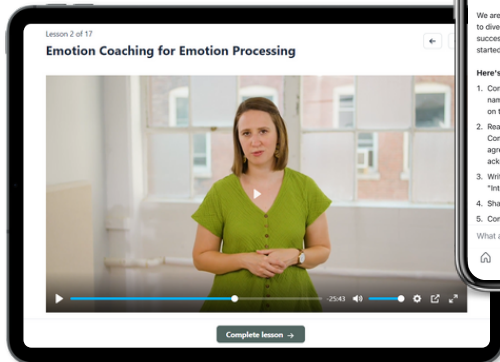 Lesson 2 of 17
Emotion Coaching for Emotion Processing
-25:43
Complete lesson →
We are
to dive
succes
started
Here's
1. Con
nam
on t
2. Rea
Con
agre
ack
3. Writ
"Int
4. Sha
5. Con
What a